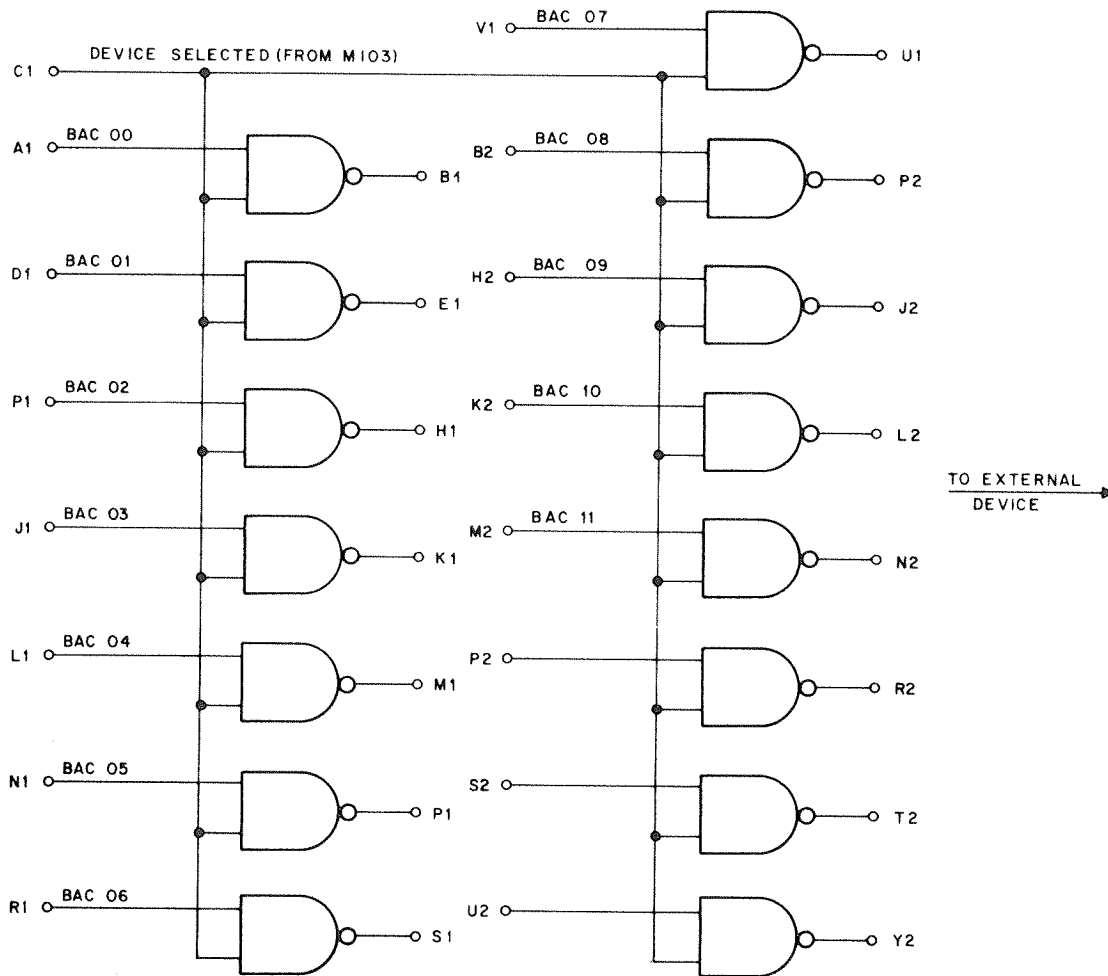 DEVICE SELECTED (FROM M103)
C1
A1 BAC 00 B1
D1 BAC 01 E1
P1 BAC 02 H1
J1 BAC 03 K1
L1 BAC 04 M1
N1 BAC 05 P1
R1 BAC 06 S1
V1 BAC 07 U1
B2 BAC 08 P2
H2 BAC 09 J2
K2 BAC 10 L2
M2 BAC 11 N2
P2 R2
S2 T2
U2 Y2
TO EXTERNAL
DEVICE